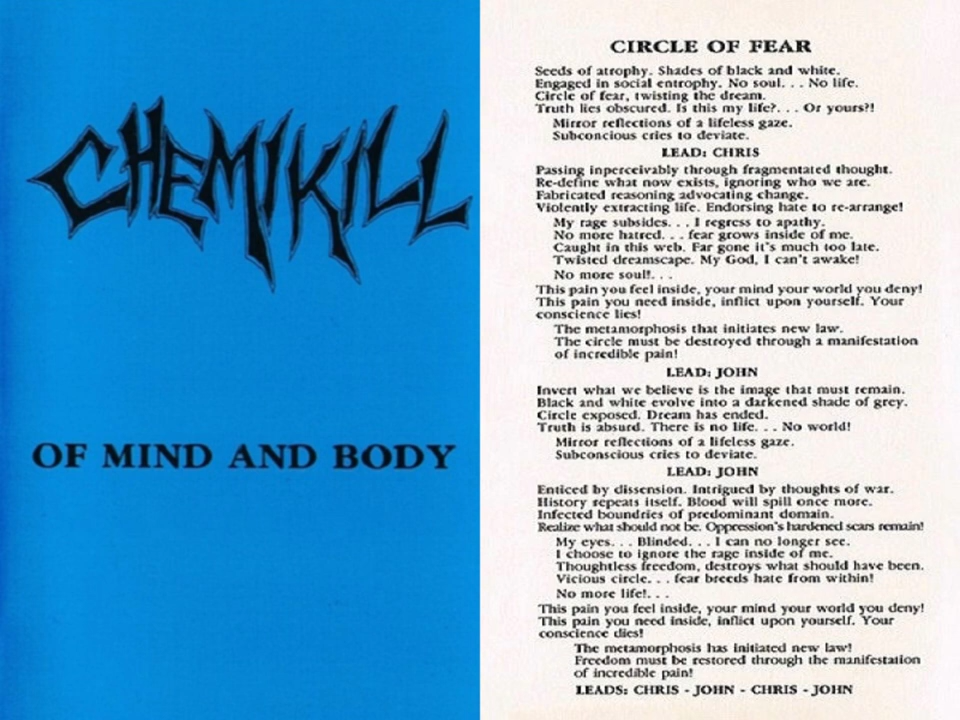 CHEMIKILL
OF MIND AND BODY
CIRCLE OF FEAR
Seeds of atrophy. Shades of black and white.
Engaged in social entrophy. No soul. . . No life.
Circle of fear, twisting the dream.
Truth lies obscured. Is this my life?. . . Or yours?!
Mirror reflections of a lifeless gaze.
Subconcious cries to deviate.
LEAD: CHRIS
Passing inperceivably through fragmentated thought.
Re-define what now exists, ignoring who we are.
Fabricated reasoning advocating change.
Violently extracting life. Endorsing hate to re-arrange!
My rage subsides. . . I regress to apathy.
No more hatred. . . fear grows inside of me.
Caught in this web. Far gone it's much too late.
Twisted dreamscape. My God, I can't awake!
No more soul!. . .
This pain you feel inside, your mind your world you deny!
This pain you need inside, inflict upon yourself. Your
conscience lies!
The metamorphosis that initiates new law.
The circle must be destroyed through a manifestation
of incredible pain!
LEAD: JOHN
Invert what we believe is the image that must remain.
Black and white evolve into a darkened shade of grey.
Circle exposed. Dream has ended.
Truth is absurd. There is no life. . . No world!
Mirror reflections of a lifeless gaze.
Subconscious cries to deviate.
LEAD: JOHN
Enticed by dissension. Intrigued by thoughts of war.
History repeats itself. Blood will spill once more.
Infected boundries of predominant domain.
Realize what should not be. Oppression's hardened scars remain!
My eyes. . . Blinded. . . I can no longer see.
I choose to ignore the rage inside of me.
Thoughtless freedom, destroys what should have been.
Vicious circle. . . fear breeds hate from within!
No more life!. . .
This pain you feel inside, your mind your world you deny!
This pain you need inside, inflict upon yourself. Your
conscience dies!
The metamorphosis has initiated new law!
Freedom must be restored through the manifestation
of incredible pain!
LEADS: CHRIS - JOHN - CHRIS - JOHN